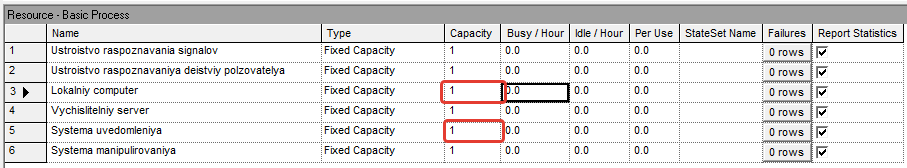 Resource - Basic Process
Name Type Capacity Busy / Hour Idle / Hour Per Use StateSet Name Failures Report Statistics
1 Ustroistvo raspoznavania signalov Fixed Capacity 1 0.0 0.0 0.0 0 rows
2 Ustroistvo raspoznavaniya deistviy polzovatelya Fixed Capacity 1 0.0 0.0 0.0 0 rows
3 Lokalniy computer Fixed Capacity 1 0.0 0.0 0.0 0 rows
4 Vychislitelniy server Fixed Capacity 1 0.0 0.0 0.0 0 rows
5 Systema uvedomleniya Fixed Capacity 1 0.0 0.0 0.0 0 rows
6 Systema manipulirovaniya Fixed Capacity 1 0.0 0.0 0.0 0 rows